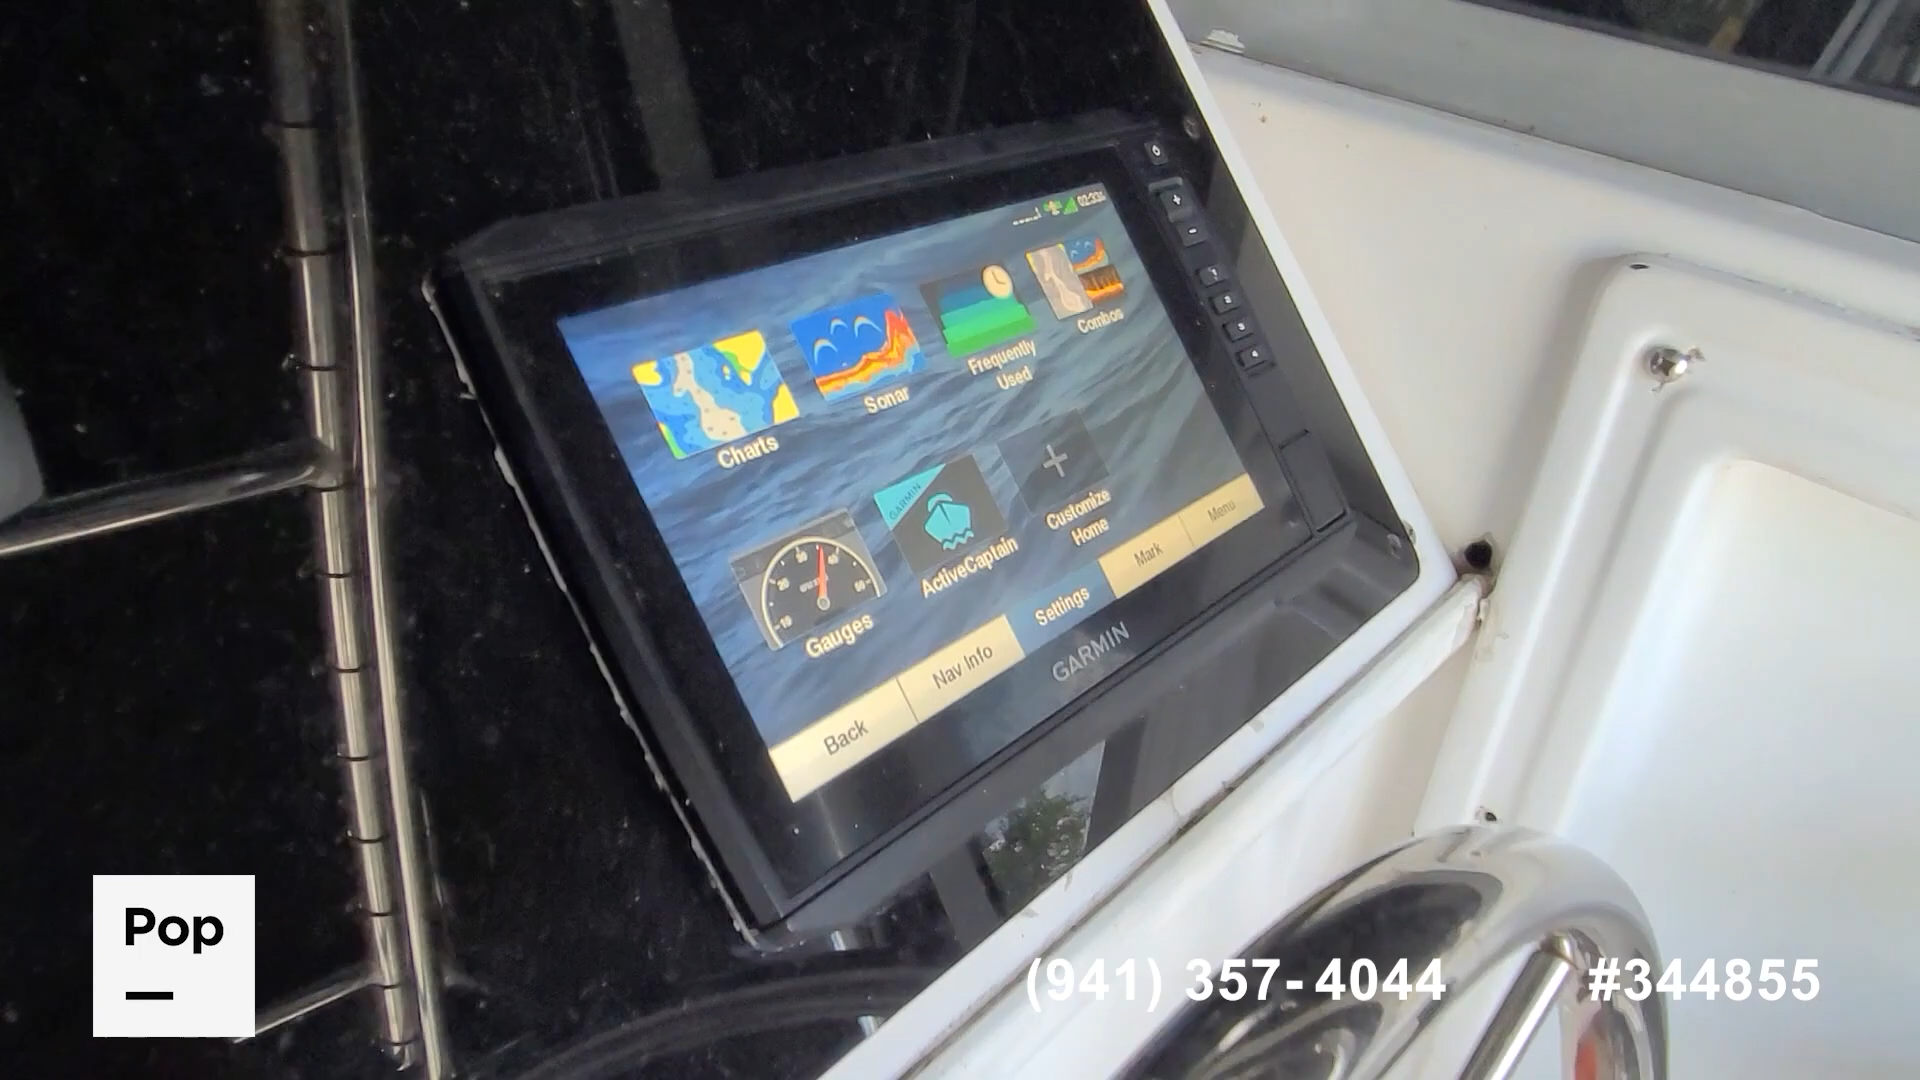 Charts
Sonar
Frequently
Used
Combos
Gauges
GARMIN
ActiveCaptain
Customize
Home
Back
Nav Info
Settings
Mark
Menu
GARMIN
Pop
(941) 357-4044
#344855